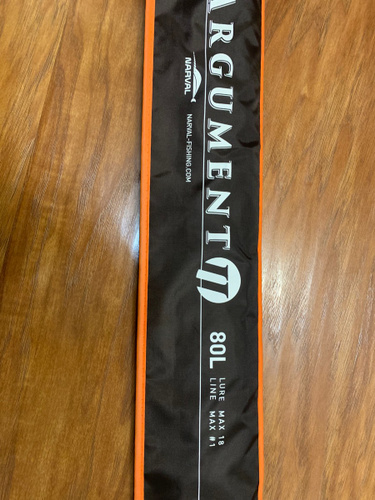 ARGUMENT
NARVAL
NARVAL-FISHING.COM
80L
LURE MAX 18
LINE MAX #1